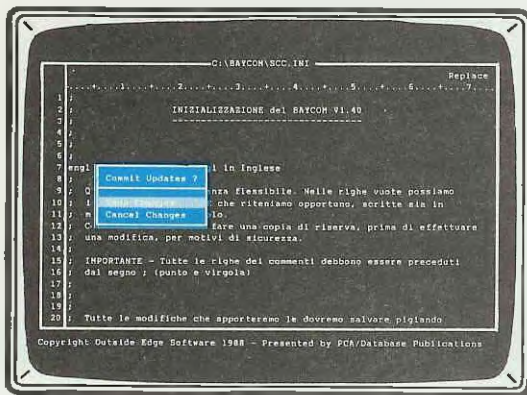 C:\BAYCOM\SCC.INI
Replace
....+....1....+....2....+....3....+....4....+....5....+....6....+....7...
1 ;
2 ; INIZIALIZZAZIONE del BAYCOM V1.40
3 ; ---------------------------------
4 ;
5 ;
6 ;
7 engl i in Inglese
8
Commit Updates ?
9 ; nza flessibile. Nelle righe vuote possiamo
10 ; che riteniamo opportuno, scritte sia in
Cancel Changes
11 ; lo.
12 ; fare una copia di riserva, prima di effettuare
13 ; una modifica, per motivi di sicurezza.
14 ;
15 ; IMPORTANTE - Tutte le righe dei commenti debbono essere preceduti
16 ; dal segno ; (punto e virgola)
17 ;
18 ;
19 ;
20 ; Tutte le modifiche che apporteremo le dovremo salvare pigiando
Copyright Outside Edge Software 1988 - Presented by PCA/Database Publications